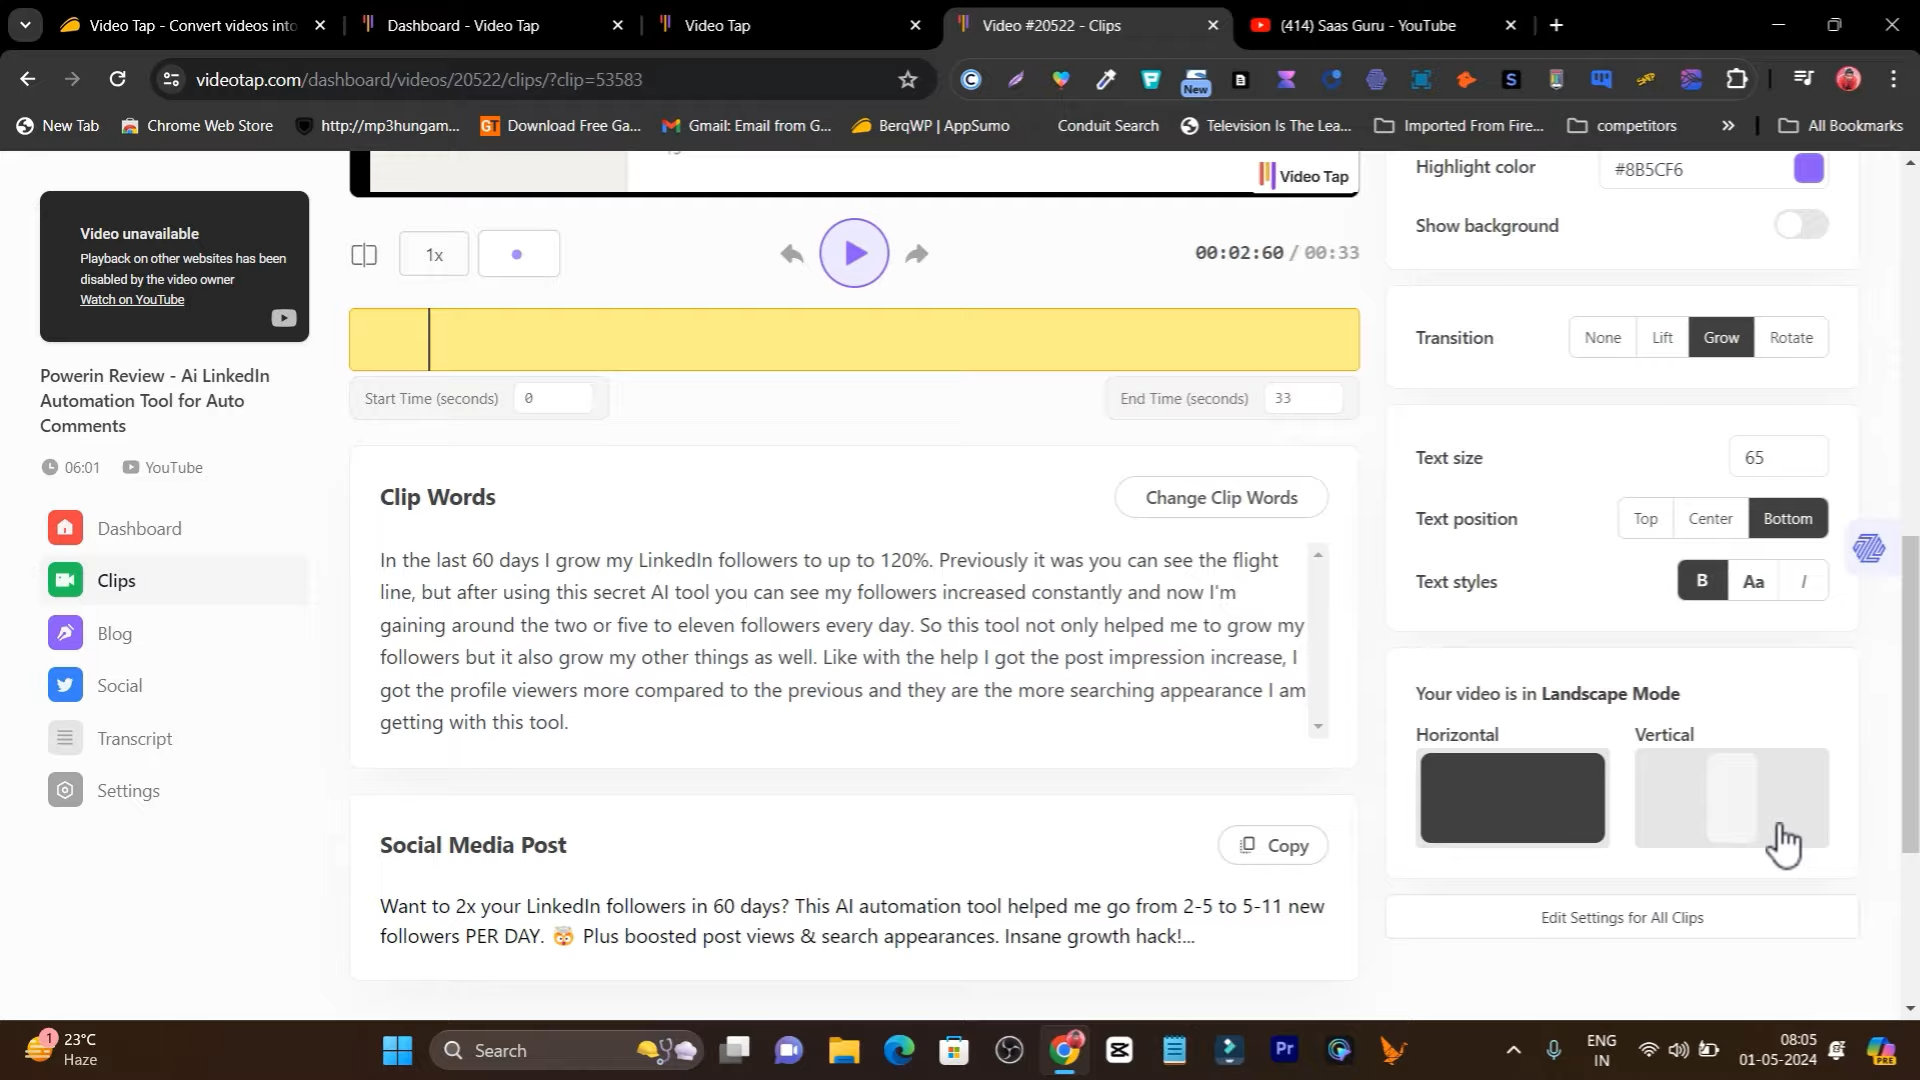 Video Tap - Convert videos into
Dashboard - Video Tap
Video Tap
Video #20522 - Clips
(414) Saas Guru - YouTube
videotap.com/dashboard/videos/20522/clips/?clip=53583
New
New Tab
Chrome Web Store
http://mp3hungam...
Download Free Ga...
Gmail: Email from G...
BerqWP | AppSumo
Conduit Search
Television Is The Lea...
Imported From Fire...
competitors
All Bookmarks
Video unavailable
Playback on other websites has been
disabled by the video owner
Watch on YouTube
Powerin Review - Ai LinkedIn
Automation Tool for Auto
Comments
06:01
YouTube
Dashboard
Clips
Blog
Social
Transcript
Settings
Video Tap
1x
00:02:60 / 00:33
Start Time (seconds)
0
End Time (seconds)
33
Clip Words
Change Clip Words
In the last 60 days I grow my LinkedIn followers to up to 120%. Previously it was you can see the flight
line, but after using this secret AI tool you can see my followers increased constantly and now I'm
gaining around the two or five to eleven followers every day. So this tool not only helped me to grow my
followers but it also grow my other things as well. Like with the help I got the post impression increase, I
got the profile viewers more compared to the previous and they are the more searching appearance I am
getting with this tool.
Social Media Post
Copy
Want to 2x your LinkedIn followers in 60 days? This AI automation tool helped me go from 2-5 to 5-11 new
followers PER DAY. 🤯 Plus boosted post views & search appearances. Insane growth hack!...
Highlight color
#8B5CF6
Show background
Transition
None
Lift
Grow
Rotate
Text size
65
Text position
Top
Center
Bottom
Text styles
B
Aa
I
Your video is in Landscape Mode
Horizontal
Vertical
Edit Settings for All Clips
1
23°C
Haze
Search
Pr
ENG
IN
08:05
01-05-2024
PRE